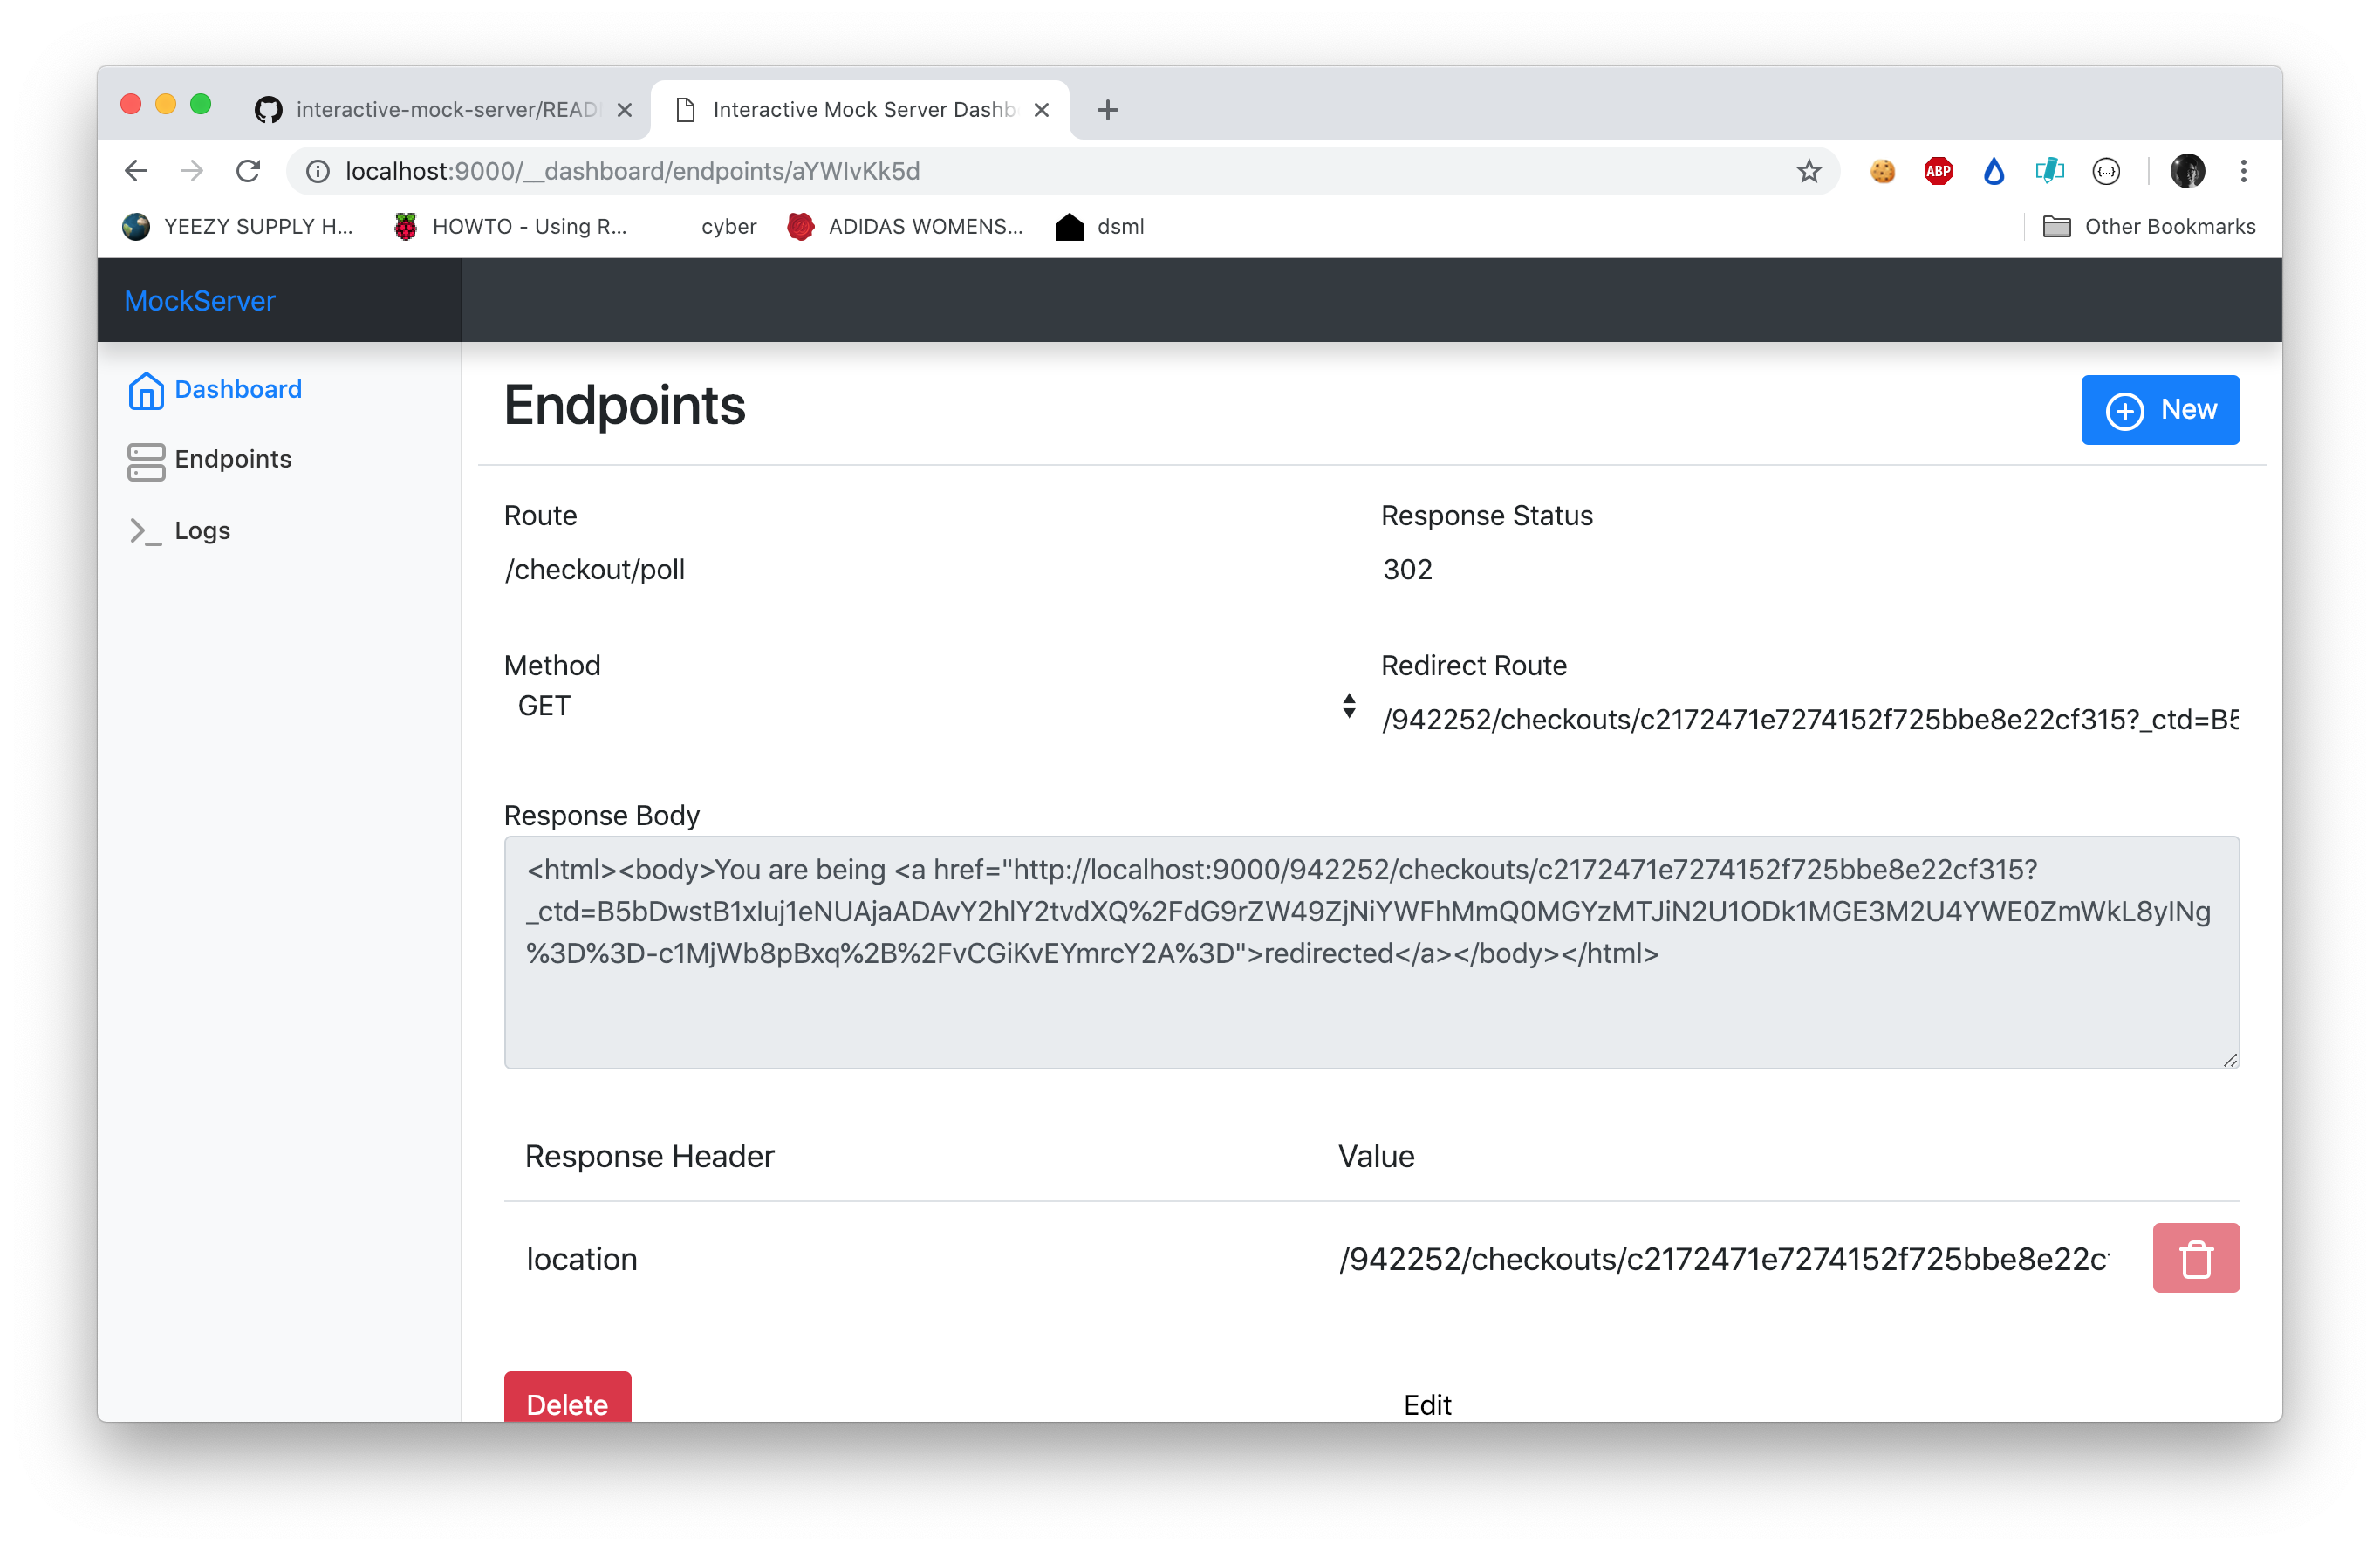 interactive-mock-server/READ
Interactive Mock Server Dashb
localhost:9000/__dashboard/endpoints/aYWIvKk5d
ABP
YEEZY SUPPLY H...
HOWTO - Using R...
cyber
ADIDAS WOMENS...
dsml
Other Bookmarks
MockServer
Dashboard
Endpoints
Logs
Endpoints
New
Route
Response Status
/checkout/poll
302
Method
Redirect Route
GET
/942252/checkouts/c2172471e7274152f725bbe8e22cf315?_ctd=B5
Response Body
<html><body>You are being <a href="http://localhost:9000/942252/checkouts/c2172471e7274152f725bbe8e22cf315?
_ctd=B5bDwstB1xIuj1eNUAjaADAvY2hlY2tvdXQ%2FdG9rZW49ZjNiYWFhMmQ0MGYzMTJiN2U1ODk1MGE3M2U4YWE0ZmWkL8yINg
%3D%3D-c1MjWb8pBxq%2B%2FvCGiKvEYmrcY2A%3D">redirected</a></body></html>
Response Header
Value
location
/942252/checkouts/c2172471e7274152f725bbe8e22c
Delete
Edit